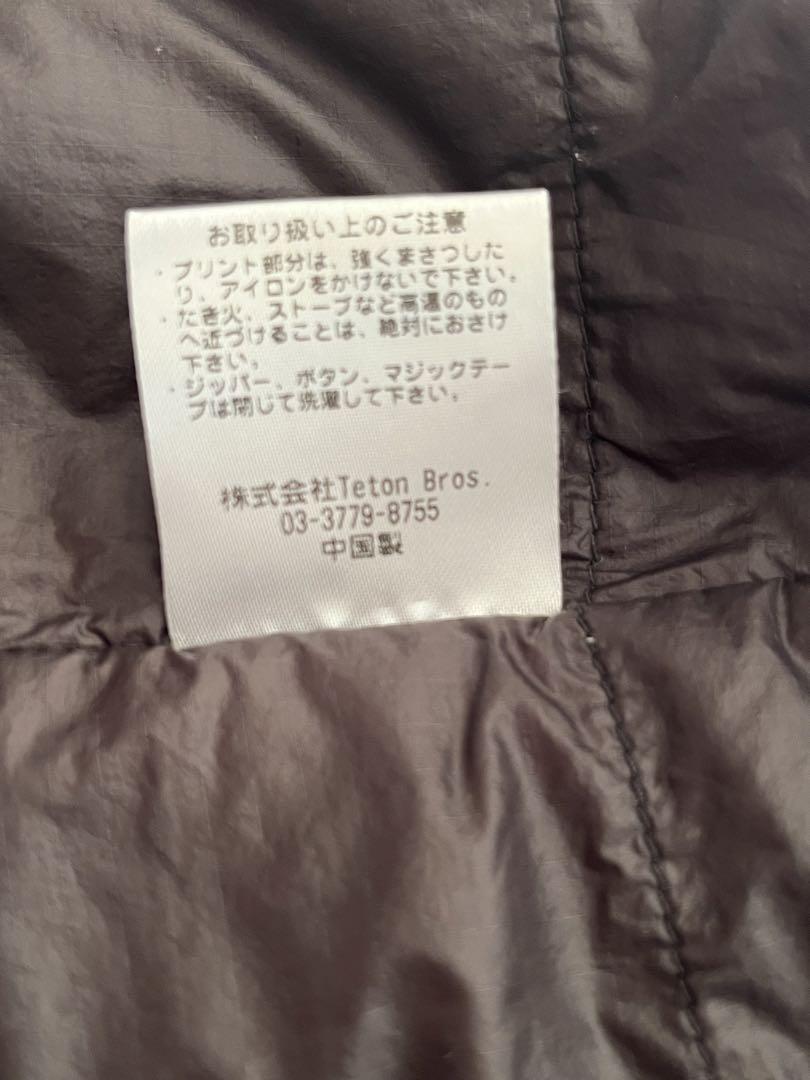 お取り扱い上のご注意
・プリント部分は、強くまさつした
り、アイロンをかけないで下さい。
・たき火、ストーブなど高温のもの
へ近づけることは、絶対におさけ
下さい。
・ジッパー、ボタン、マジックテー
プは閉じて洗濯して下さい。
株式会社Teton Bros.
03-3779-8755
中国製